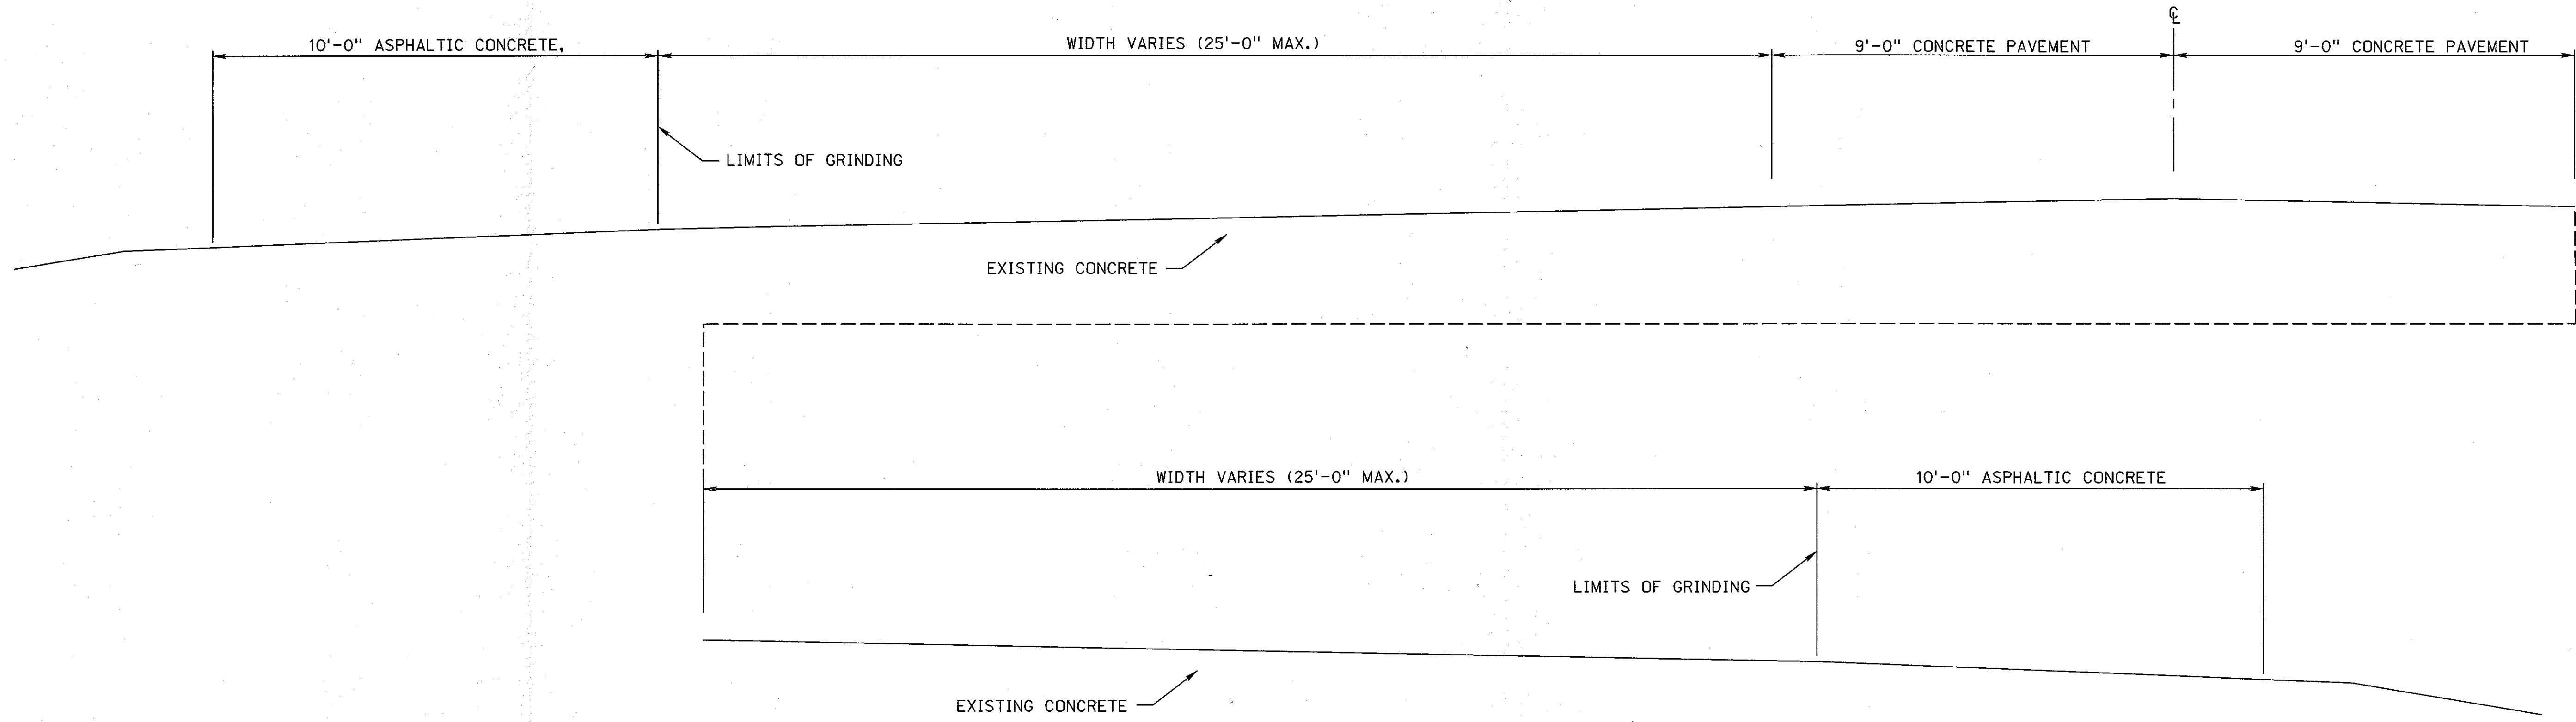 ℄
10'-0" ASPHALTIC CONCRETE,
WIDTH VARIES (25'-0" MAX.)
9'-0" CONCRETE PAVEMENT
9'-0" CONCRETE PAVEMENT
LIMITS OF GRINDING
EXISTING CONCRETE
WIDTH VARIES (25'-0" MAX.)
10'-0" ASPHALTIC CONCRETE
LIMITS OF GRINDING
EXISTING CONCRETE